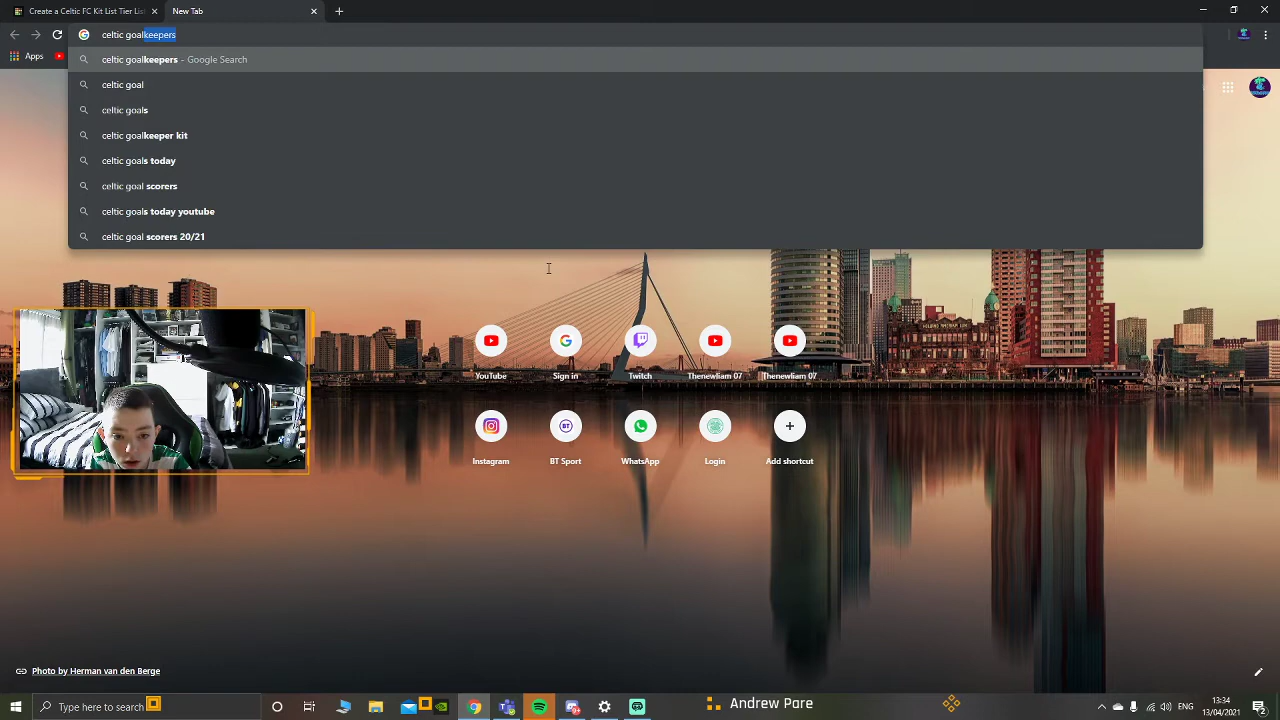 Create a Celtic FC Kit List Tier List
New Tab
celtic goalkeepers
Apps
celtic goalkeepers - Google Search
celtic goal
celtic goals
celtic goalkeeper kit
celtic goals today
celtic goal scorers
celtic goals today youtube
celtic goal scorers 20/21
YouTube
Sign in
Twitch
Thenewliam 07
Thenewliam 07
Instagram
BT Sport
WhatsApp
Login
Add shortcut
Photo by Herman van den Berge
Type here to search
Andrew Pare
ENG
13:34
13/04/2021
2